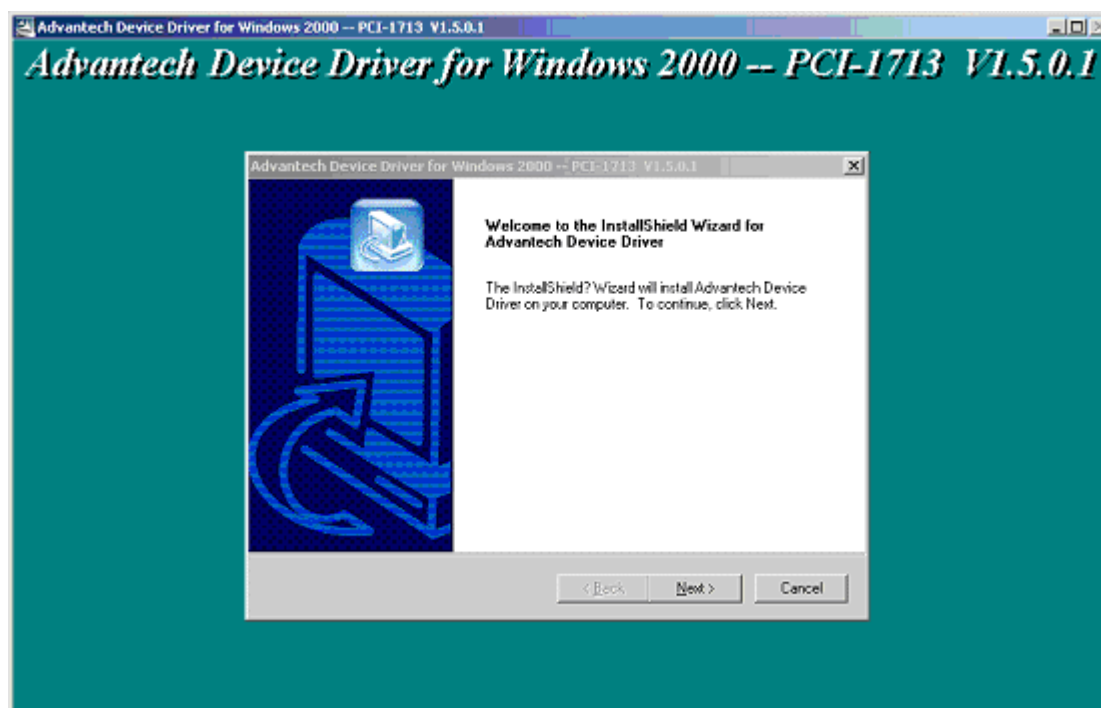 Advantech Device Driver for Windows 2000 -- PCI-1713 V1.5.0.1
Advantech Device Driver for Windows 2000 -- PCI-1713 V1.5.0.1
Advantech Device Driver for Windows 2000 -- PCI-1713 V1.5.0.1
Welcome to the InstallShield Wizard for
Advantech Device Driver
The InstallShield? Wizard will install Advantech Device
Driver on your computer. To continue, click Next.
< Back Next > Cancel